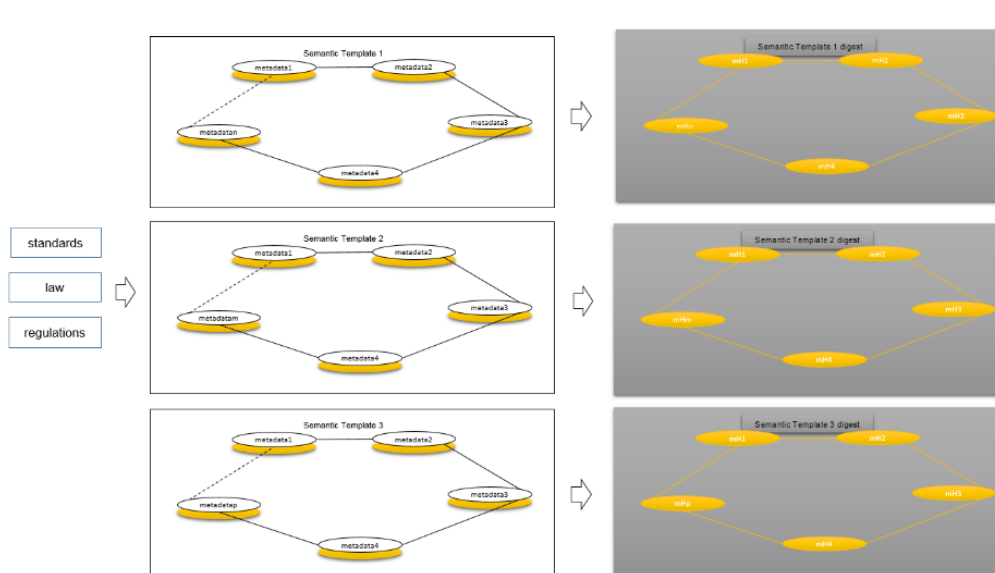 standards
law
regulations
Semantic Template 1
metadata1
metadata2
metadatan
metadata3
metadata4
Semantic Template 1 digest
mH1
mH2
mHn
mH3
mH4
Semantic Template 2
metadata1
metadata2
metadatam
metadata3
metadata4
Semantic Template 2 digest
mH1
mH2
mHm
mH3
mH4
Semantic Template 3
metadata1
metadata2
metadatap
metadata3
metadata4
Semantic Template 3 digest
mH1
mH2
mHp
mH3
mH4